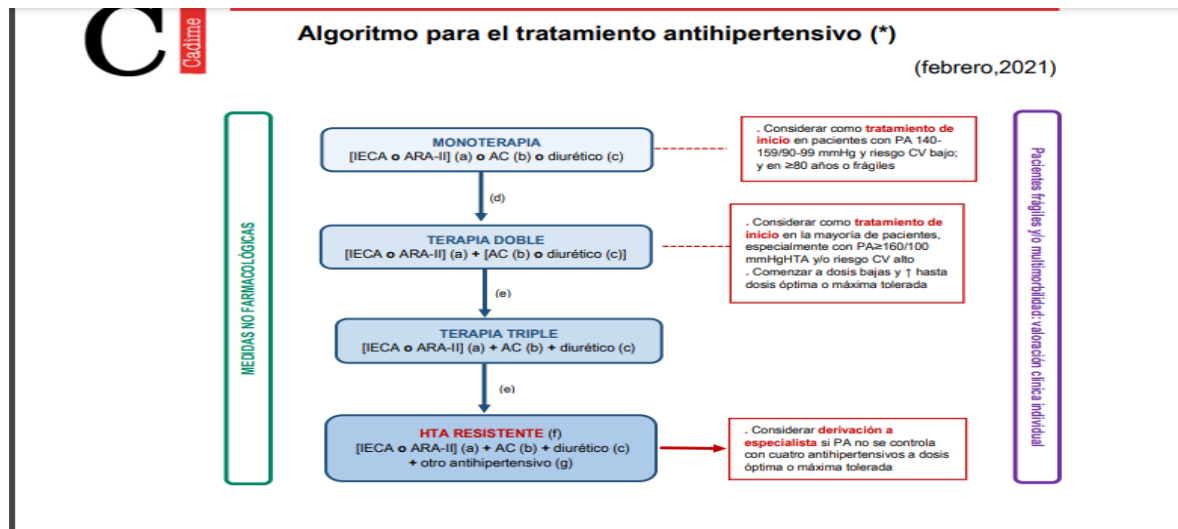 C
Cadime
Algoritmo para el tratamiento antihipertensivo (*)
(febrero,2021)
MEDIDAS NO FARMACOLÓGICAS
MONOTERAPIA
[IECA o ARA-II] (a) o AC (b) o diurético (c)
. Considerar como tratamiento de
inicio en pacientes con PA 140-
159/90-99 mmHg y riesgo CV bajo;
y en ≥80 años o frágiles
(d)
TERAPIA DOBLE
[IECA o ARA-II] (a) + [AC (b) o diurético (c)]
. Considerar como tratamiento de
inicio en la mayoría de pacientes,
especialmente con PA≥160/100
mmHgHTA y/o riesgo CV alto
. Comenzar a dosis bajas y ↑ hasta
dosis óptima o máxima tolerada
(e)
TERAPIA TRIPLE
[IECA o ARA-II] (a) + AC (b) + diurético (c)
(e)
HTA RESISTENTE (f)
[IECA o ARA-II] (a) + AC (b) + diurético (c)
+ otro antihipertensivo (g)
. Considerar derivación a
especialista si PA no se controla
con cuatro antihipertensivos a dosis
óptima o máxima tolerada
Pacientes frágiles y/o multimorbilidad: valoración clínica individual